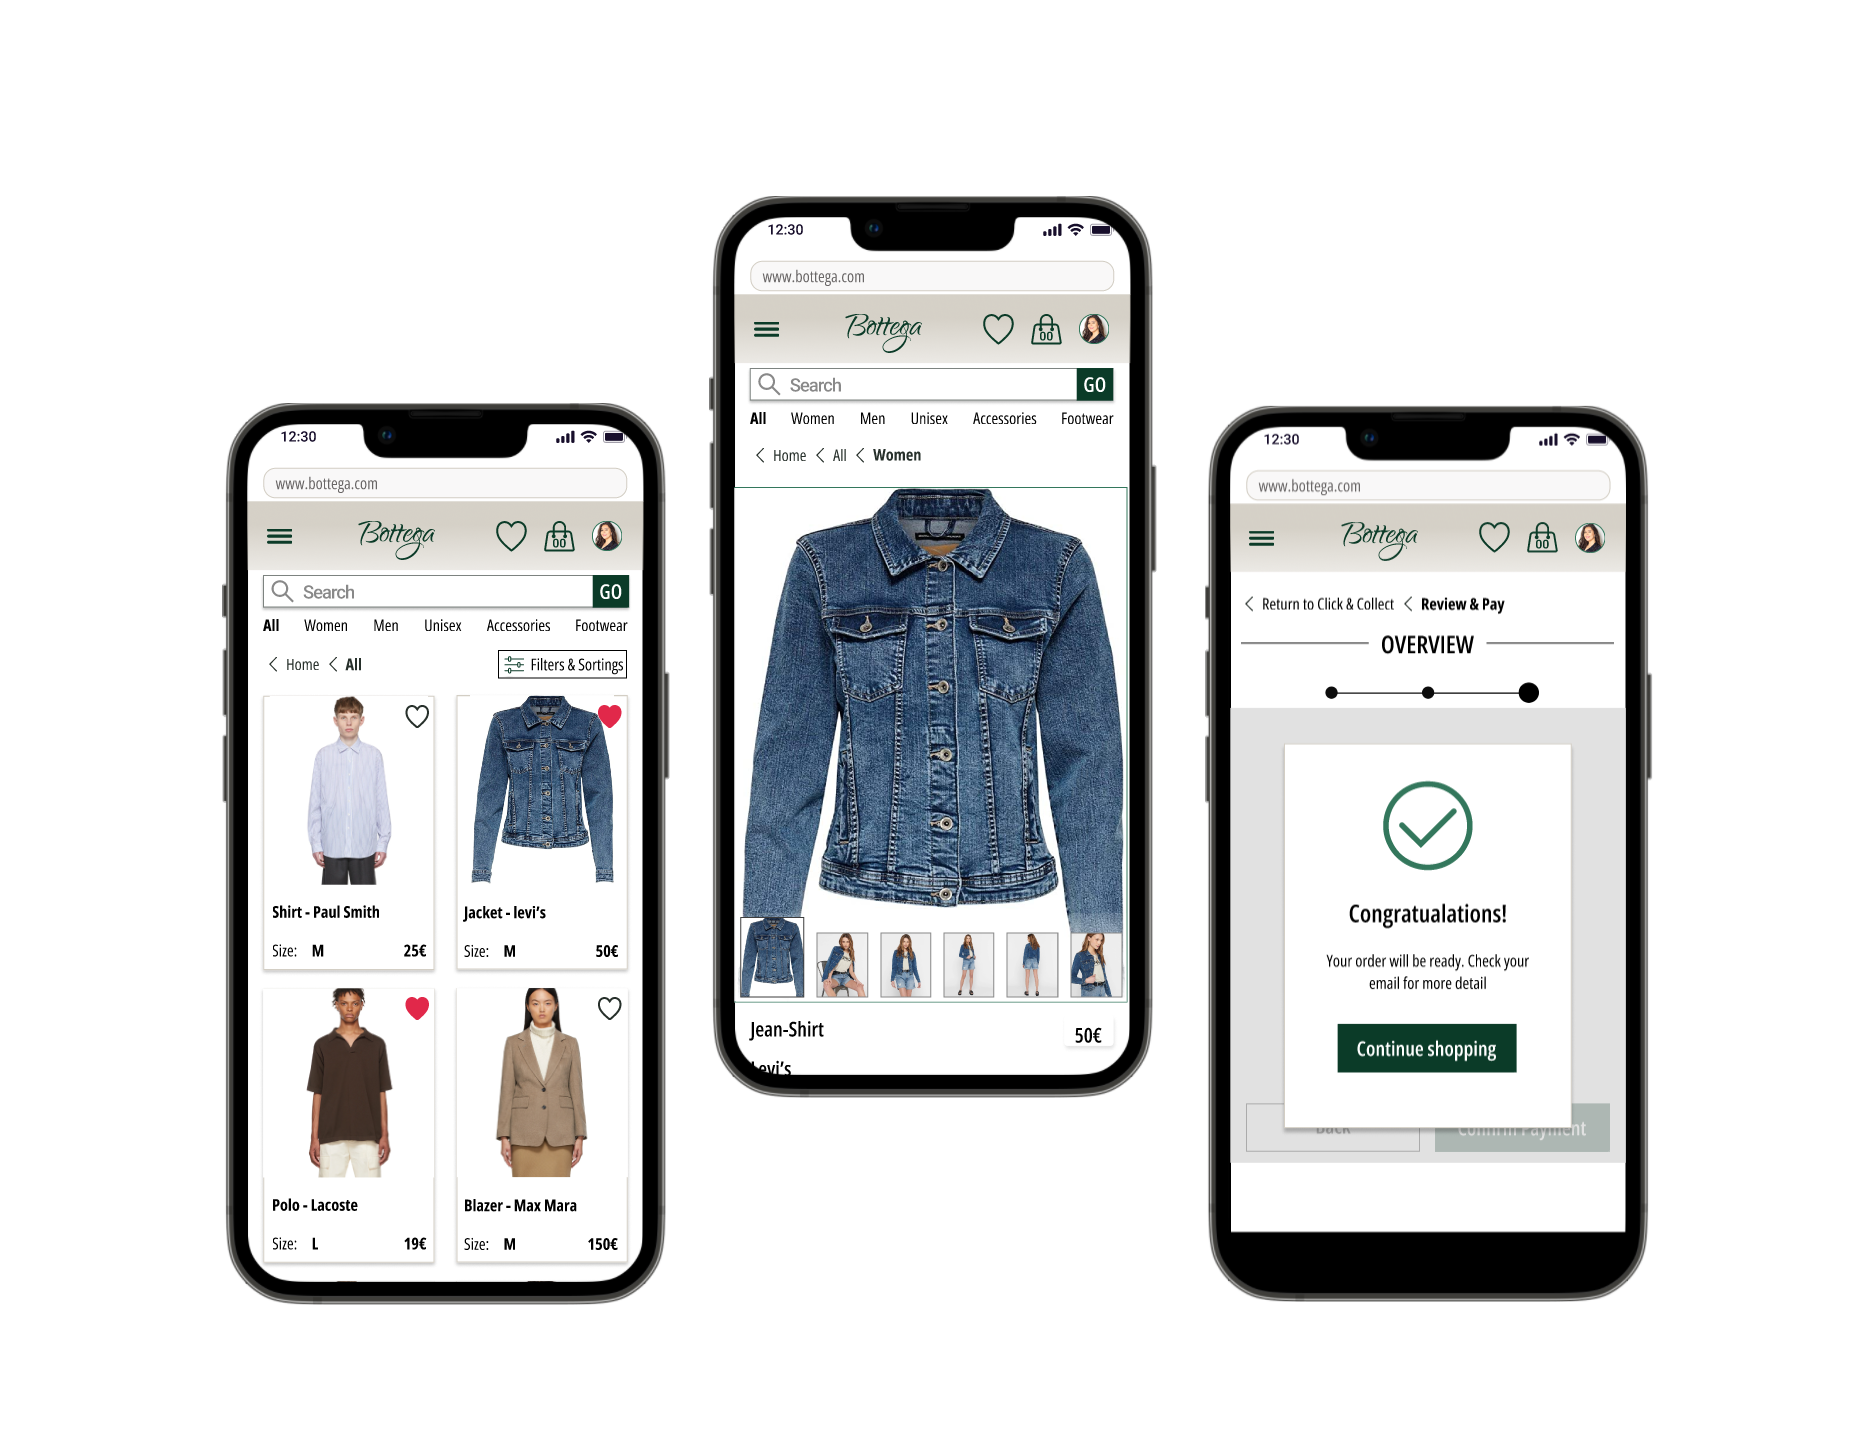 12:30
www.bottega.com
Bottega
00
Search GO
All Women Men Unisex Accessories Footwear
Home All Filters & Sortings
Shirt - Paul Smith
Size: M 25€
Jacket - levi's
Size: M 50€
Polo - Lacoste
Size: L 19€
Blazer - Max Mara
Size: M 150€
12:30
www.bottega.com
Bottega
00
Search GO
All Women Men Unisex Accessories Footwear
Home All Women
Jean-Shirt 50€
Levi's
12:30
www.bottega.com
Bottega
00
Return to Click & Collect Review & Pay
OVERVIEW
Congratualations!
Your order will be ready. Check your
email for more detail
Continue shopping
Back Confirm Payment